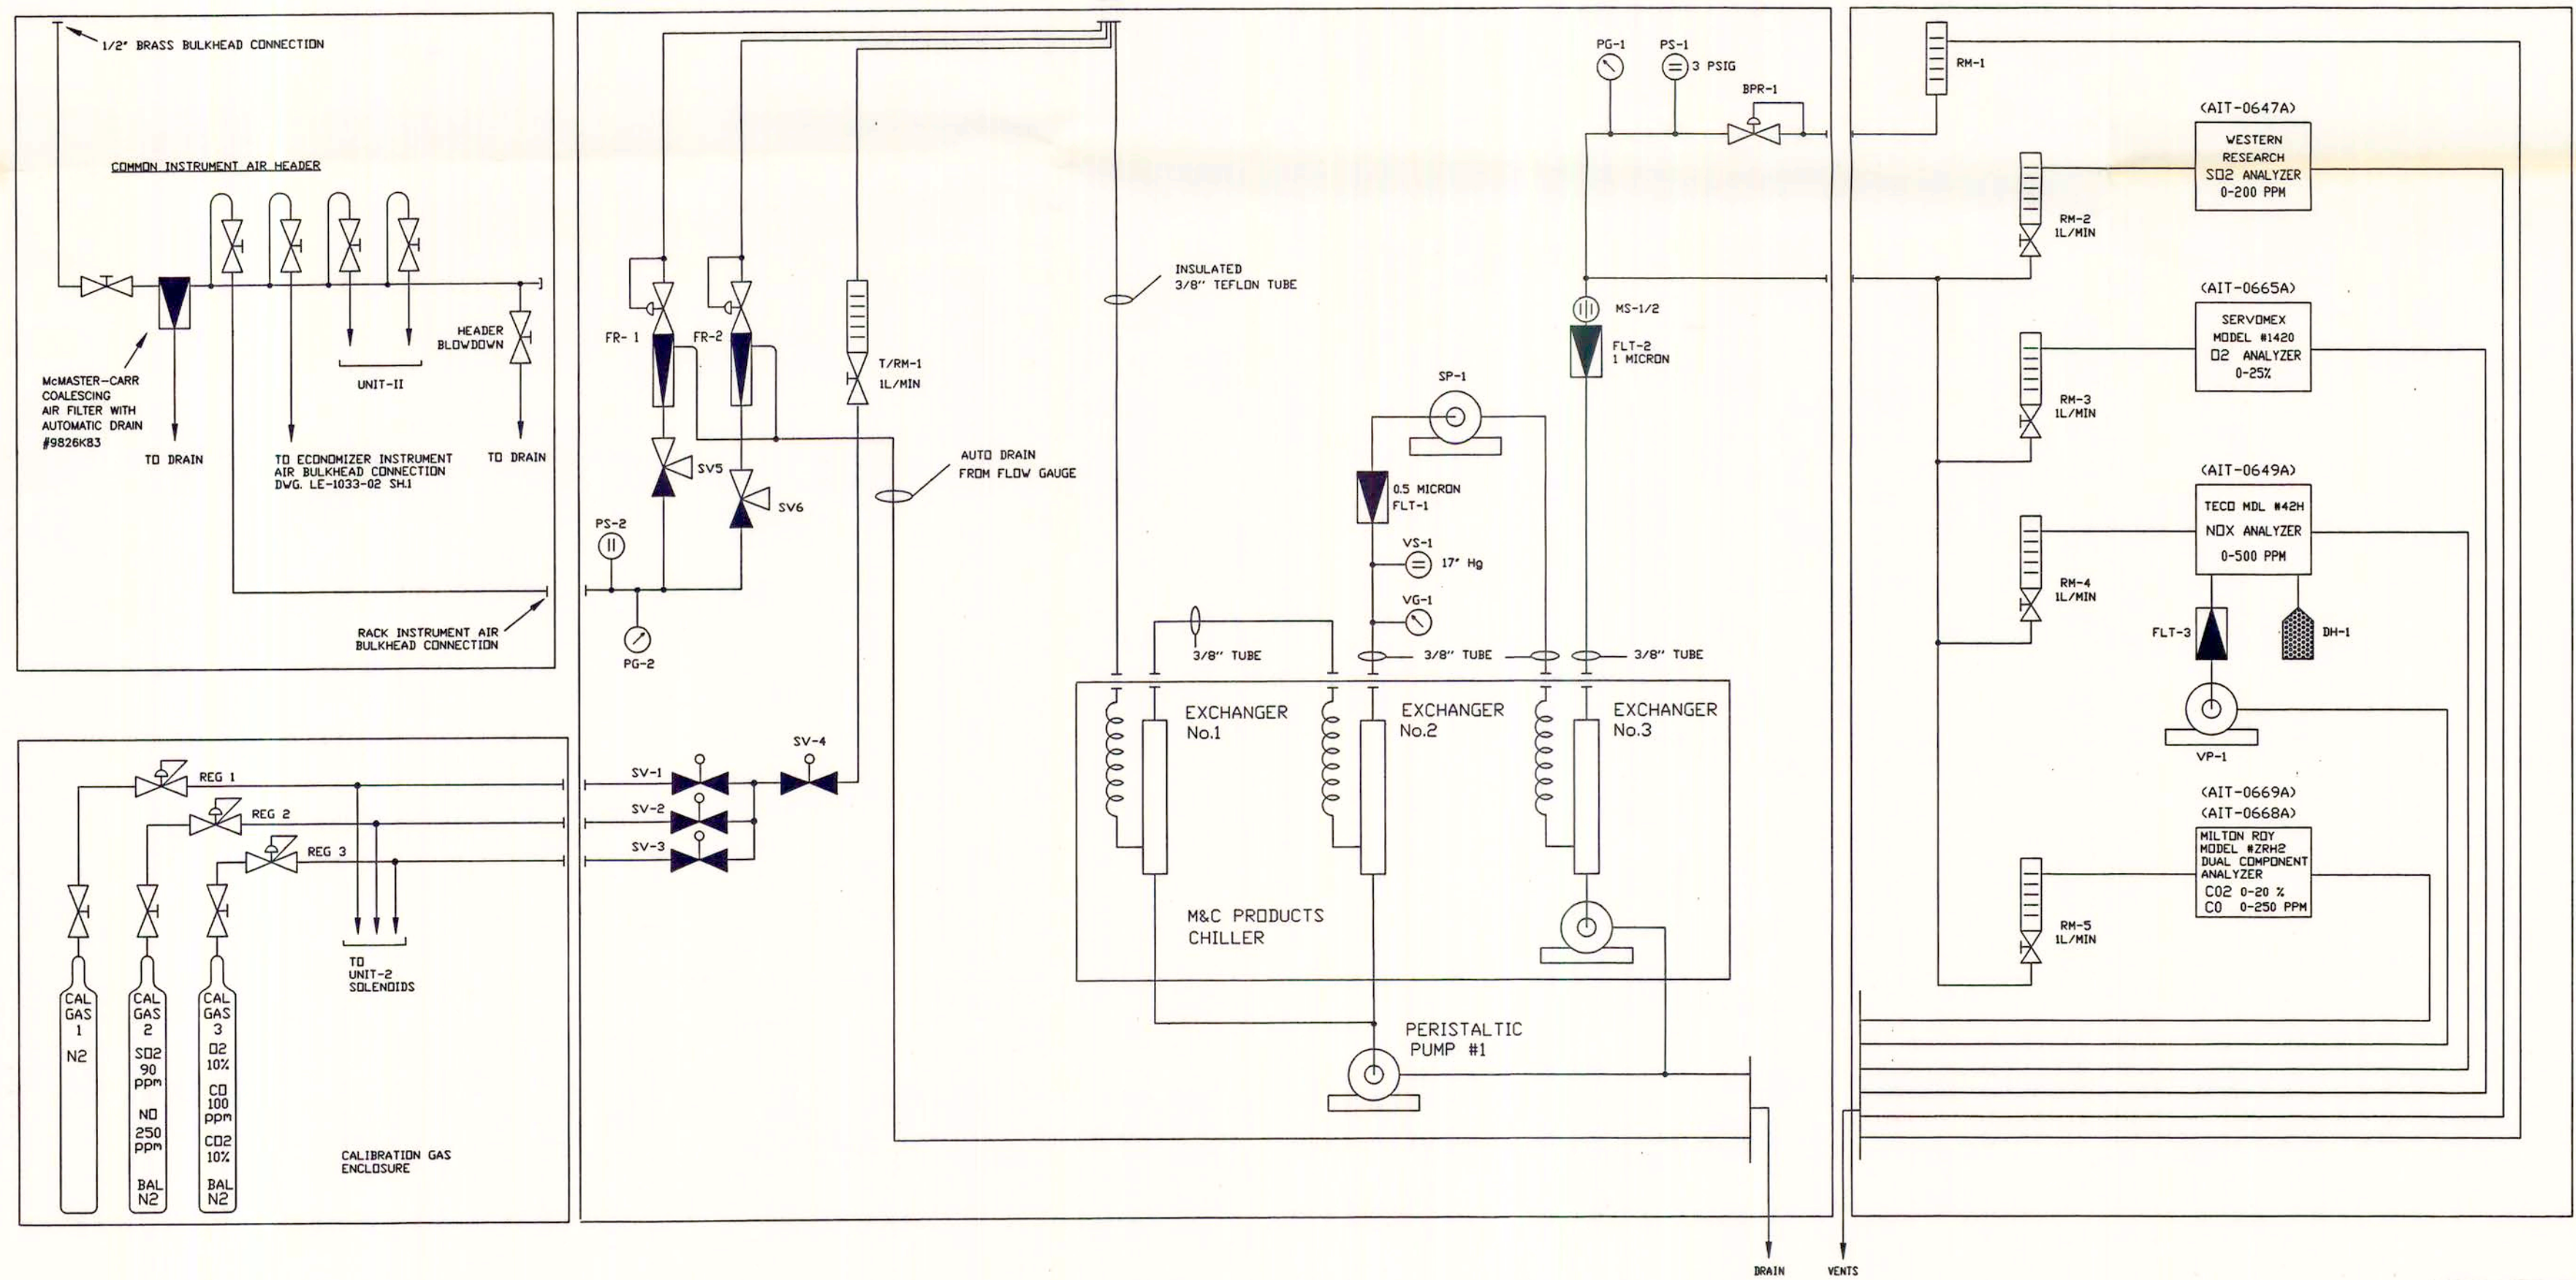 1/2" BRASS BULKHEAD CONNECTION
COMMON INSTRUMENT AIR HEADER
McMASTER-CARR
COALESCING
AIR FILTER WITH
AUTOMATIC DRAIN
#9826K83
TO DRAIN
TO ECONOMIZER INSTRUMENT
AIR BULKHEAD CONNECTION
DWG. LE-1033-02 SH.1
UNIT-II
HEADER
BLOWDOWN
TO DRAIN
RACK INSTRUMENT AIR
BULKHEAD CONNECTION
REG 1
REG 2
REG 3
TO
UNIT-2
SOLENOIDS
CAL
GAS
1
N2
CAL
GAS
2
SO2
90
ppm
NO
250
ppm
BAL
N2
CAL
GAS
3
O2
10%
CO
100
ppm
CO2
10%
BAL
N2
CALIBRATION GAS
ENCLOSURE
FR-1
FR-2
T/RM-1
1L/MIN
SV5
SV6
PS-2
PG-2
AUTO DRAIN
FROM FLOW GAUGE
SV-1
SV-2
SV-3
SV-4
INSULATED
3/8" TEFLON TUBE
PG-1
PS-1
3 PSIG
BPR-1
MS-1/2
FLT-2
1 MICRON
SP-1
0.5 MICRON
FLT-1
VS-1
17" Hg
VG-1
3/8" TUBE
3/8" TUBE
3/8" TUBE
EXCHANGER
No.1
EXCHANGER
No.2
EXCHANGER
No.3
M&C PRODUCTS
CHILLER
PERISTALTIC
PUMP #1
DRAIN
VENTS
RM-1
RM-2
1L/MIN
RM-3
1L/MIN
RM-4
1L/MIN
RM-5
1L/MIN
(AIT-0647A)
WESTERN
RESEARCH
SO2 ANALYZER
0-200 PPM
(AIT-0665A)
SERVOMEX
MODEL #1420
O2 ANALYZER
0-25%
(AIT-0649A)
TECO MDL #42H
NOX ANALYZER
0-500 PPM
FLT-3
DH-1
VP-1
(AIT-0669A)
(AIT-0668A)
MILTON ROY
MODEL #ZRH2
DUAL COMPONENT
ANALYZER
CO2 0-20 %
CO 0-250 PPM